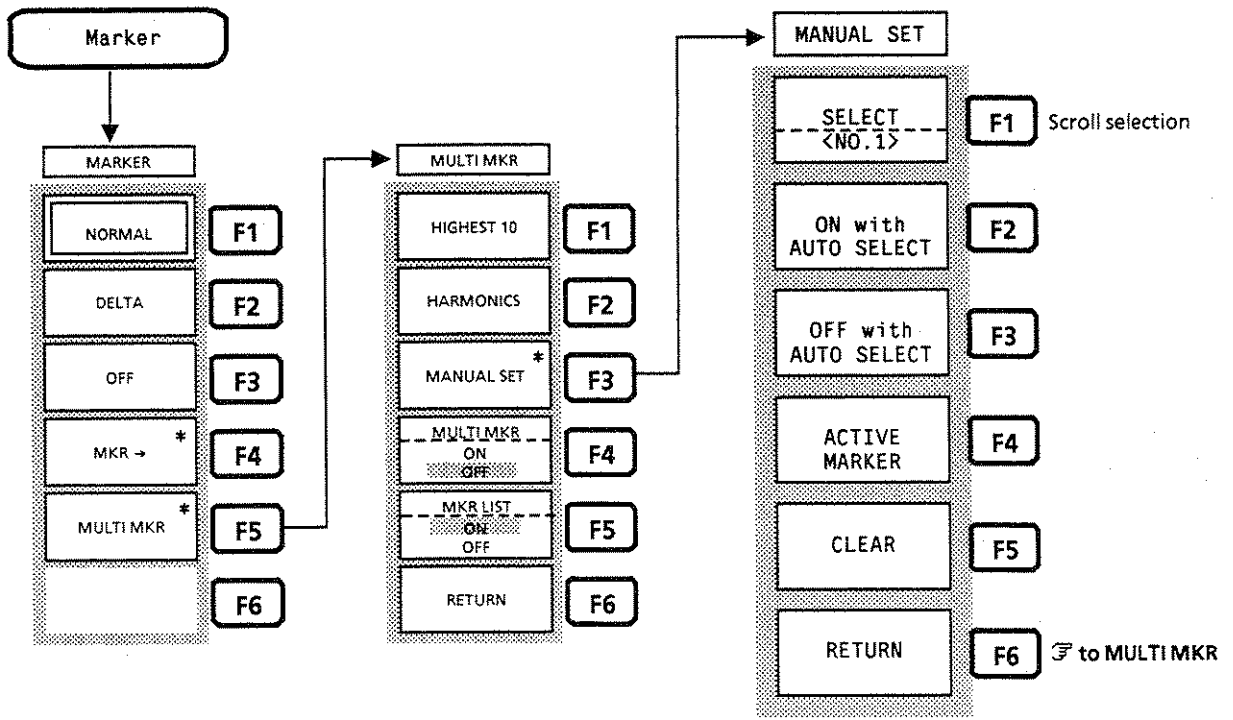 Marker
MARKER
NORMAL
F1
DELTA
F2
OFF
F3
MKR → *
F4
MULTI MKR *
F5
F6
MULTI MKR
HIGHEST 10
F1
HARMONICS
F2
MANUAL SET *
F3
MULTI MKR
ON
OFF
F4
MKR LIST
ON
OFF
F5
RETURN
F6
MANUAL SET
SELECT
<NO.1>
F1 Scroll selection
ON with
AUTO SELECT
F2
OFF with
AUTO SELECT
F3
ACTIVE
MARKER
F4
CLEAR
F5
RETURN
F6 ☞ to MULTI MKR